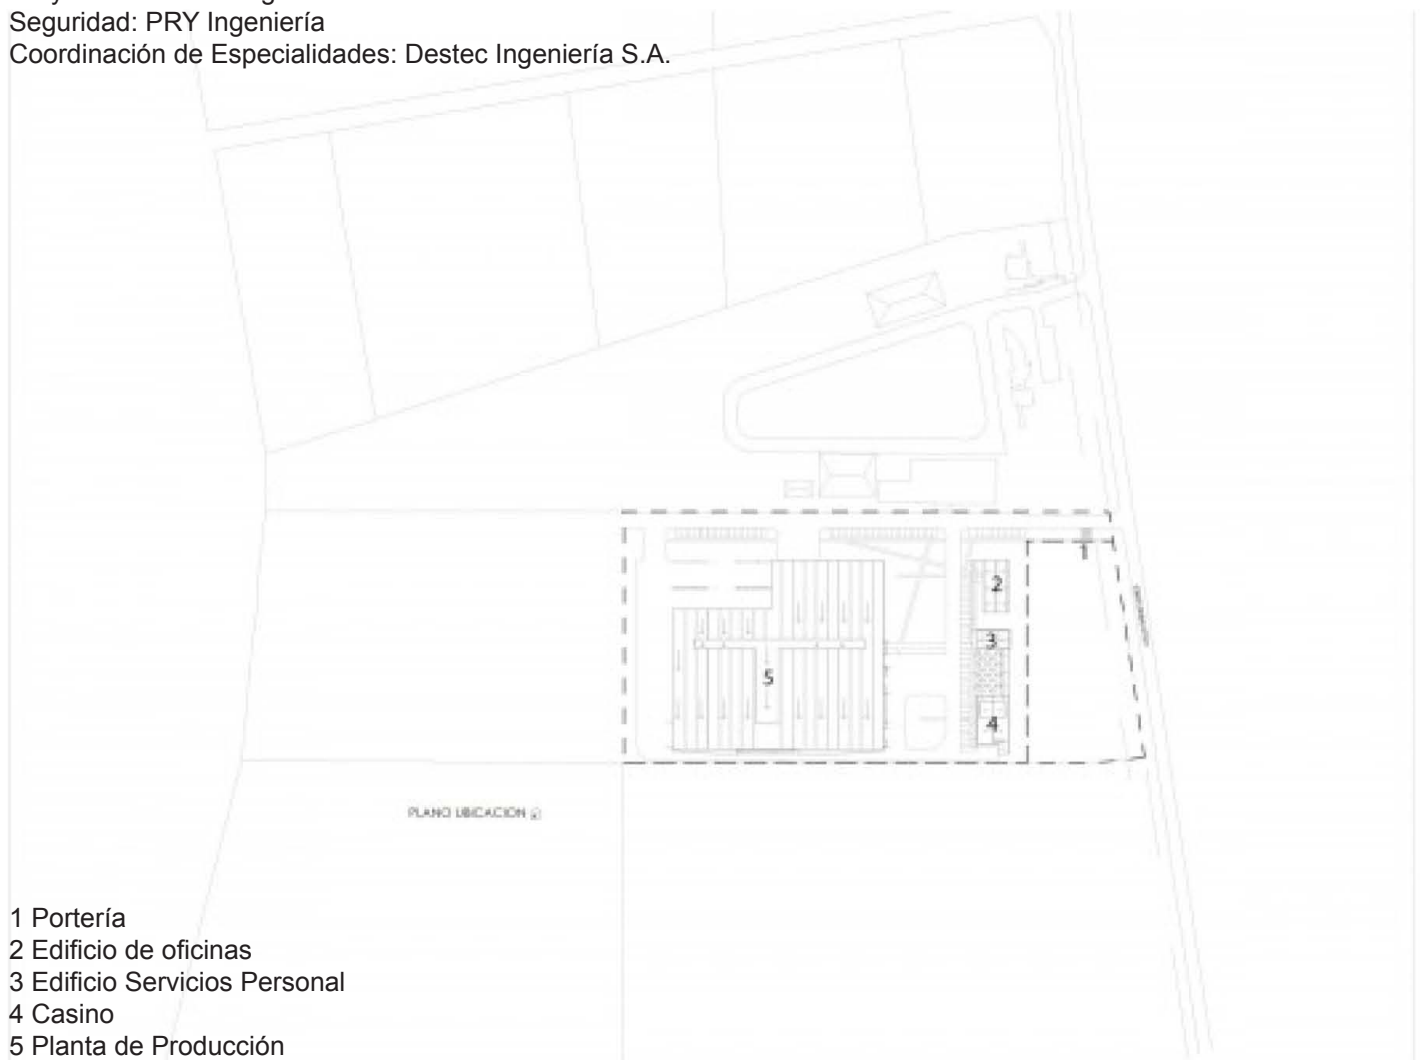 Seguridad: PRY Ingeniería
Coordinación de Especialidades: Destec Ingeniería S.A.
1
2
3
5
4
PLANO UBICACION
1 Portería
2 Edificio de oficinas
3 Edificio Servicios Personal
4 Casino
5 Planta de Producción